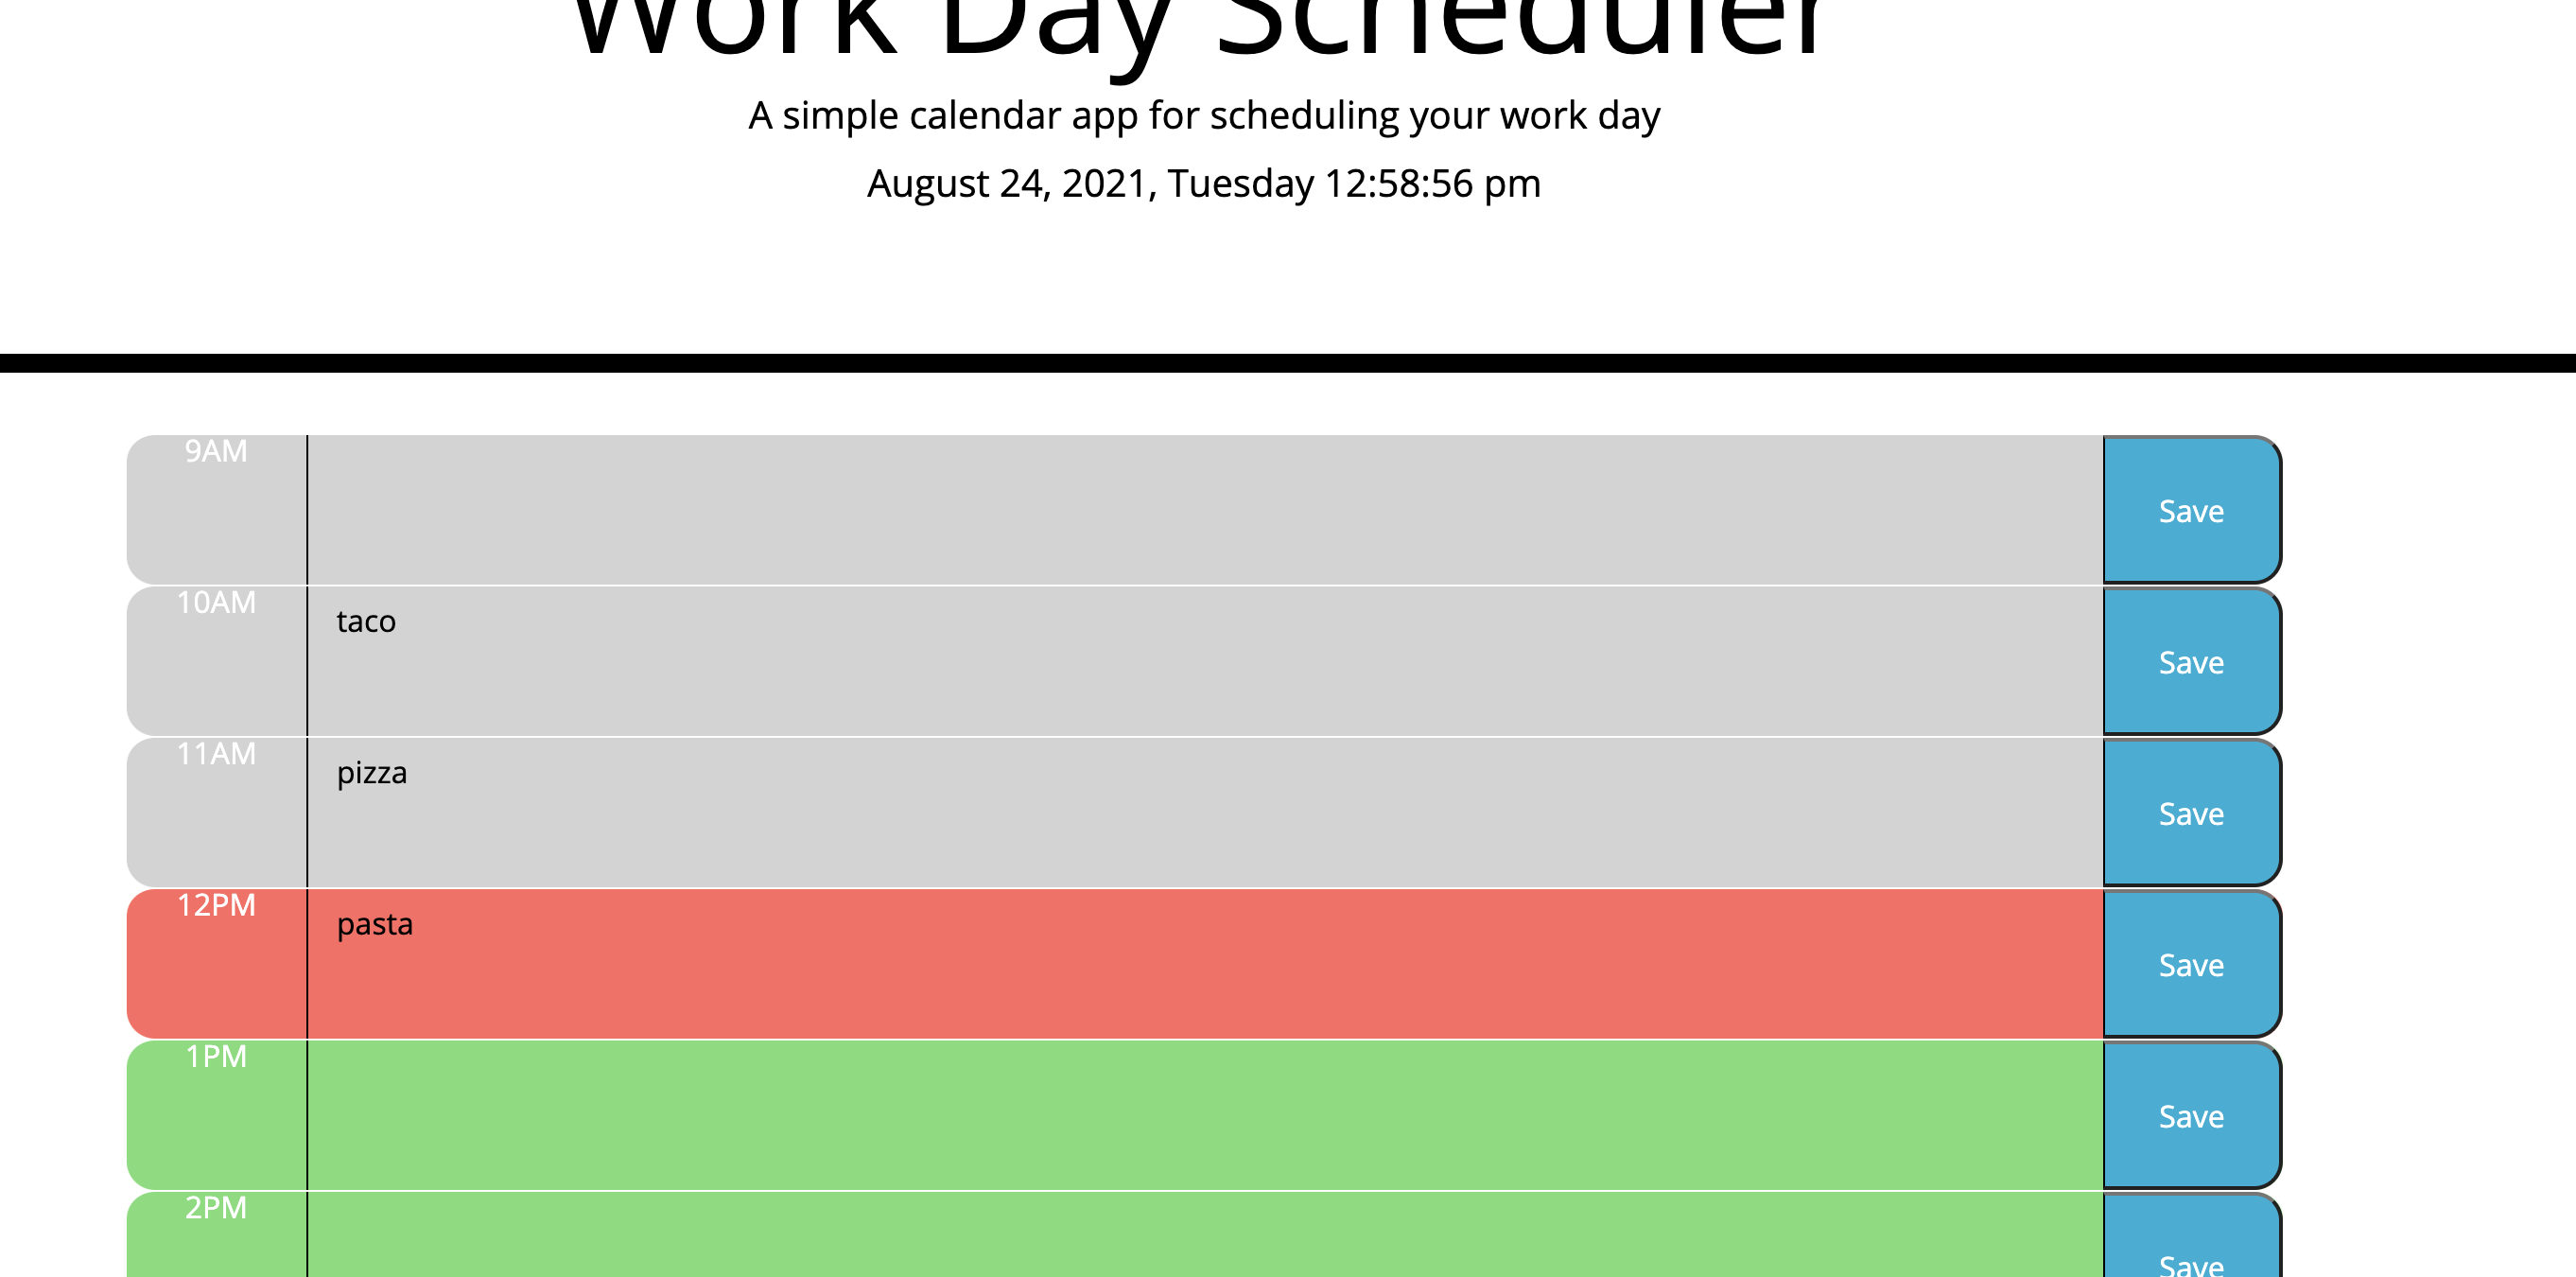 Work Day Scheduler
A simple calendar app for scheduling your work day
August 24, 2021, Tuesday 12:58:56 pm
9AM
Save
10AM
taco
Save
11AM
pizza
Save
12PM
pasta
Save
1PM
Save
2PM
Save